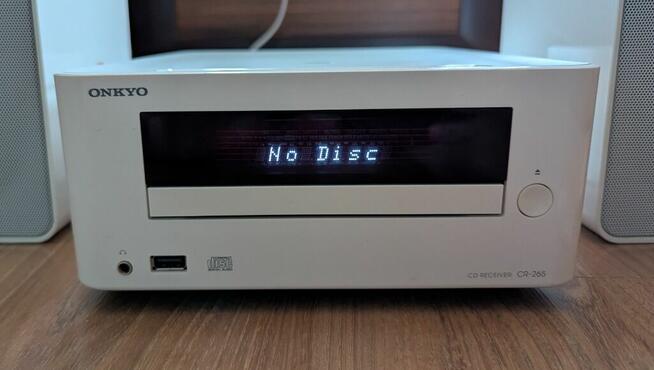 ONKYO
No Disc
CD RECEIVER CR-265